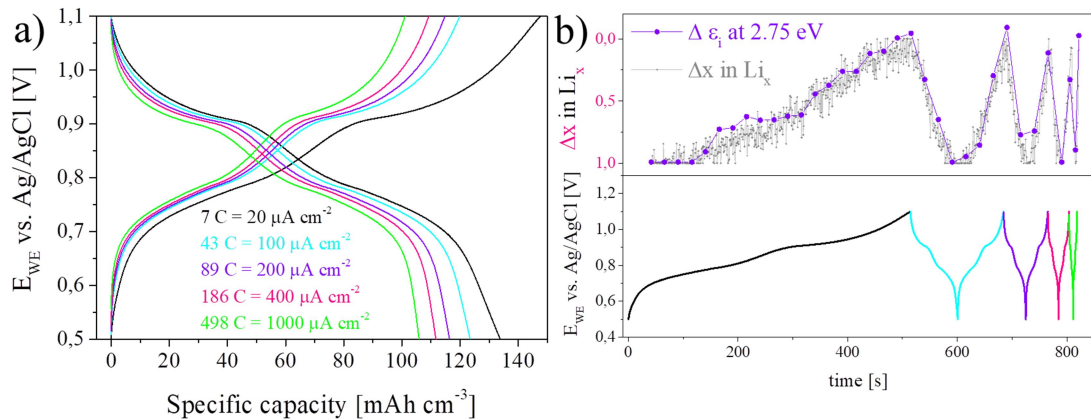 a)
1,1
1,0
0,9
0,8
0,7
0,6
0,5
E_WE vs. Ag/AgCl [V]
7 C = 20 µA cm⁻²
43 C = 100 µA cm⁻²
89 C = 200 µA cm⁻²
186 C = 400 µA cm⁻²
498 C = 1000 µA cm⁻²
0 20 40 60 80 100 120 140
Specific capacity [mAh cm⁻³]
b)
Δ ε_i at 2.75 eV
Δx in Li_x
0,0
0,5
1,0
Δx in Li_x
1.2
1.0
0.8
0.6
0.4
E_WE vs. Ag/AgCl [V]
0 200 400 600 800
time [s]